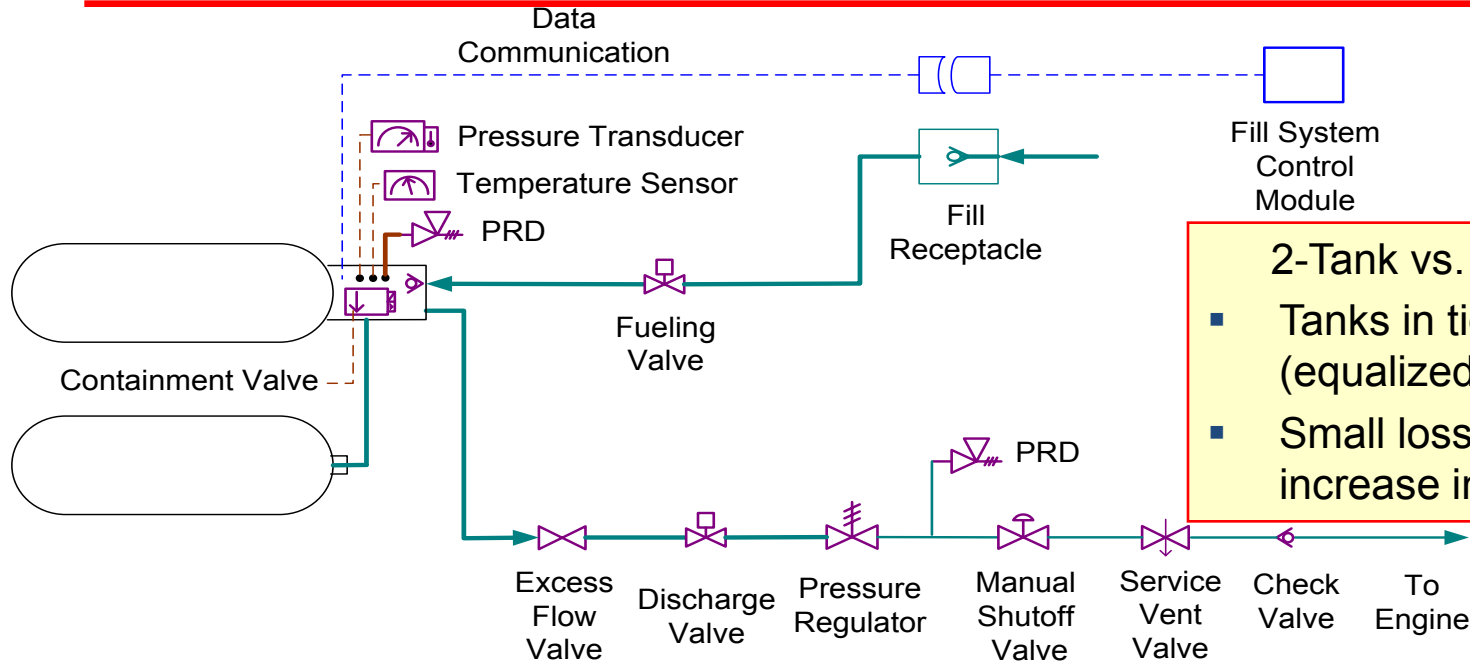 Data
Communication
Pressure Transducer
Temperature Sensor
PRD
Fill System
Control
Module
Fill
Receptacle
Fueling
Valve
Containment Valve
2-Tank vs.
▪ Tanks in
(equalized
▪ Small loss
increase
PRD
Excess
Flow
Valve
Discharge
Valve
Pressure
Regulator
Manual
Shutoff
Valve
Service
Vent
Valve
Check
Valve
To
Engine